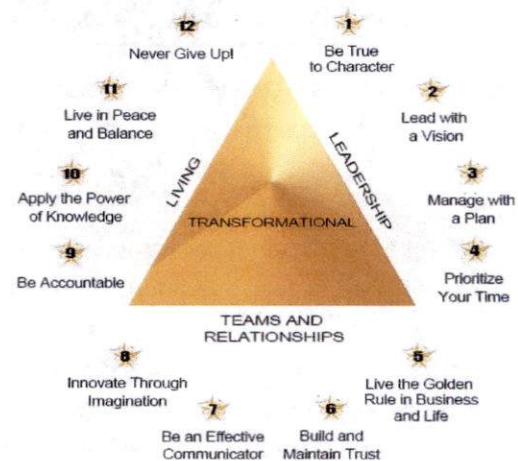 12
Never Give Up!
1
Be True
to Character
2
Lead with
a Vision
3
Manage with
a Plan
4
Prioritize
Your Time
5
Live the Golden
Rule in Business
and Life
6
Build and
Maintain Trust
7
Be an Effective
Communicator
8
Innovate Through
Imagination
9
Be Accountable
10
Apply the Power
of Knowledge
11
Live in Peace
and Balance
LIVING
LEADERSHIP
TRANSFORMATIONAL
TEAMS AND
RELATIONSHIPS